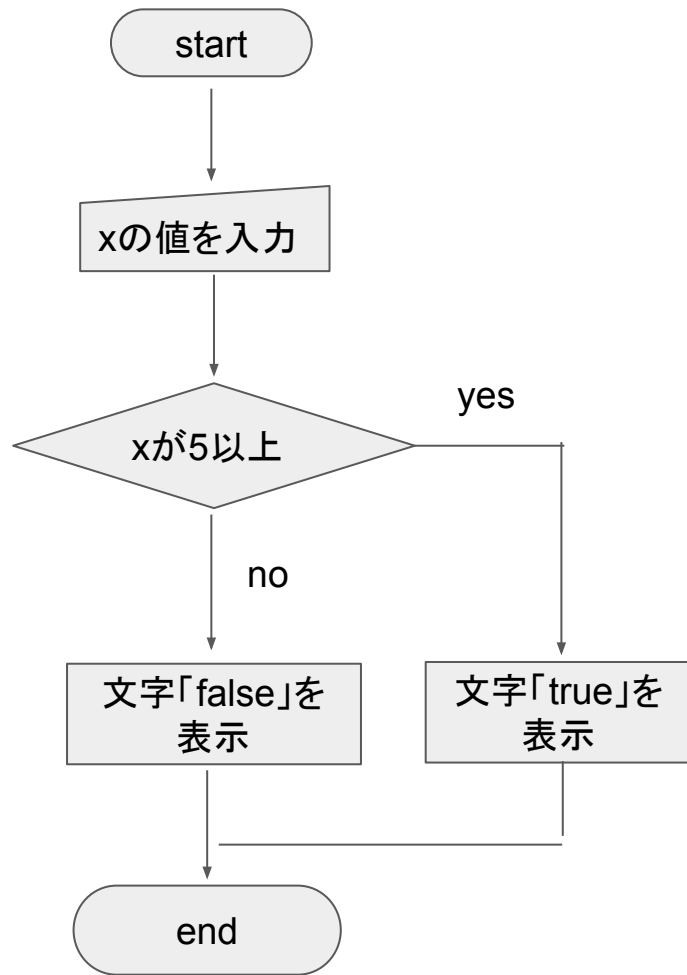 start
xの値を入力
yes
xが5以上
no
文字「false」を
表示
文字「true」を
表示
end